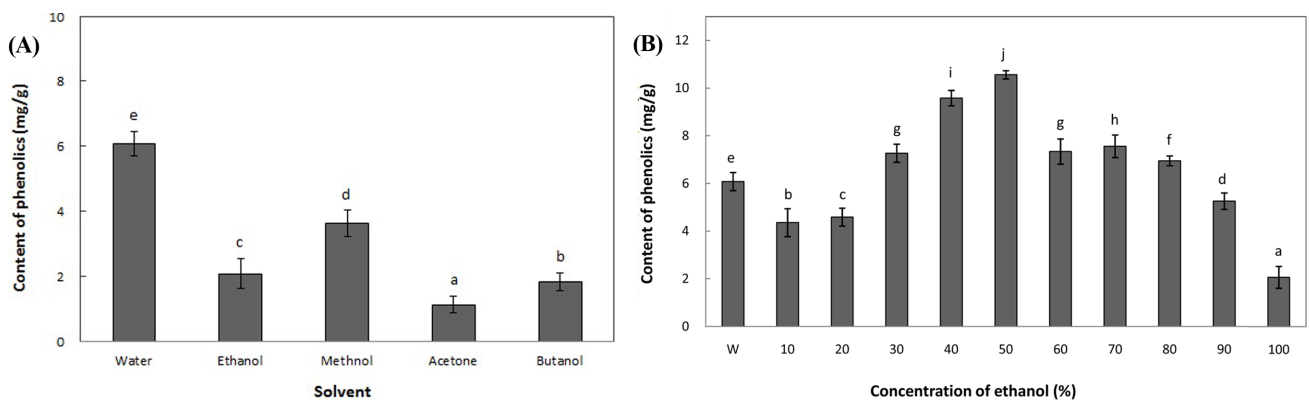 (A)
Content of phenolics (mg/g)
10
8
6
4
2
0
e
c
d
a
b
Water Ethanol Methnol Acetone Butanol
Solvent
(B)
Content of phenolics (mg/g)
12
10
8
6
4
2
0
e
b
c
g
i
j
g
h
f
d
a
W 10 20 30 40 50 60 70 80 90 100
Concentration of ethanol (%)